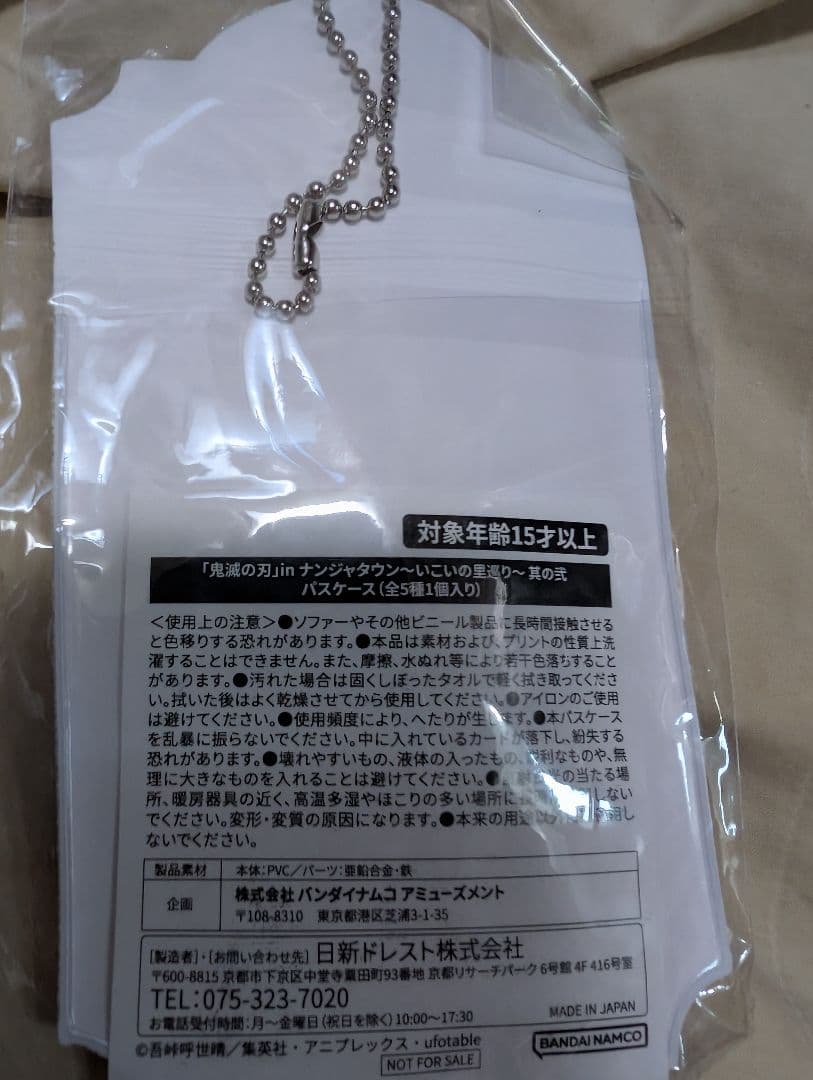 対象年齢15才以上
「鬼滅の刃」in ナンジャタウン～いこいの里巡り～ 其の弐
パスケース（全5種1個入り）
＜使用上の注意＞●ソファーやその他ビニール製品に長時間接触させる
と色移りする恐れがあります。●本品は素材および、プリントの性質上洗
濯することはできません。また、摩擦、水ぬれ等により若干色落ちすること
があります。●汚れた場合は固くしぼったタオルで軽く拭き取ってくださ
い。拭いた後はよく乾燥させてから使用してください。●アイロンのご使用
は避けてください。●使用頻度により、へたりが生じます。●本パスケース
を乱暴に振らないでください。中に入れているカードが落下し、紛失する
恐れがあります。●壊れやすいもの、液体の入ったもの、鋭利なものや、無
理に大きなものを入れることは避けてください。●光の当たる場
所、暖房器具の近く、高温多湿やほこりの多い場所に しない
でください。変形・変質の原因になります。●本来の用途以外 し
ないでください。
製品素材 本体：PVC／パーツ：亜鉛合金・鉄
企画 株式会社 バンダイナムコ アミューズメント
〒108-8310 東京都港区芝浦3-1-35
［製造者］・［お問い合わせ先］日新ドレスト株式会社
〒600-8815 京都市下京区中堂寺粟田町93番地 京都リサーチパーク 6号館 4F 416号室
TEL：075-323-7020
お電話受付時間：月～金曜日（祝日を除く）10:00～17:30
MADE IN JAPAN
©吾峠呼世晴／集英社・アニプレックス・ufotable
BANDAI NAMCO
NOT FOR SALE